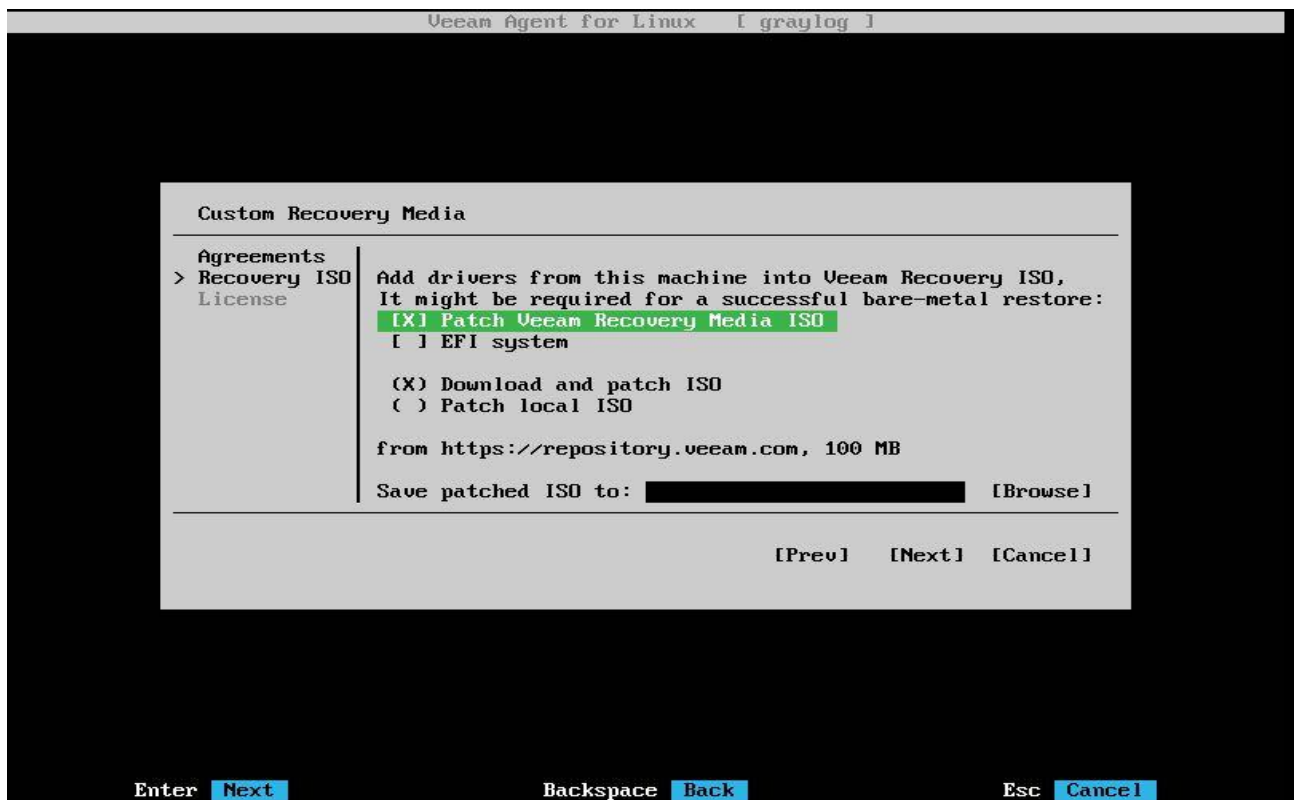 Veeam Agent for Linux [ graylog ]
Custom Recovery Media
Agreements
> Recovery ISO
License
Add drivers from this machine into Veeam Recovery ISO,
It might be required for a successful bare-metal restore:
[X] Patch Veeam Recovery Media ISO
[ ] EFI system
(X) Download and patch ISO
( ) Patch local ISO
from https://repository.veeam.com, 100 MB
Save patched ISO to: [Browse]
[Prev] [Next] [Cancel]
Enter Next Backspace Back Esc Cancel